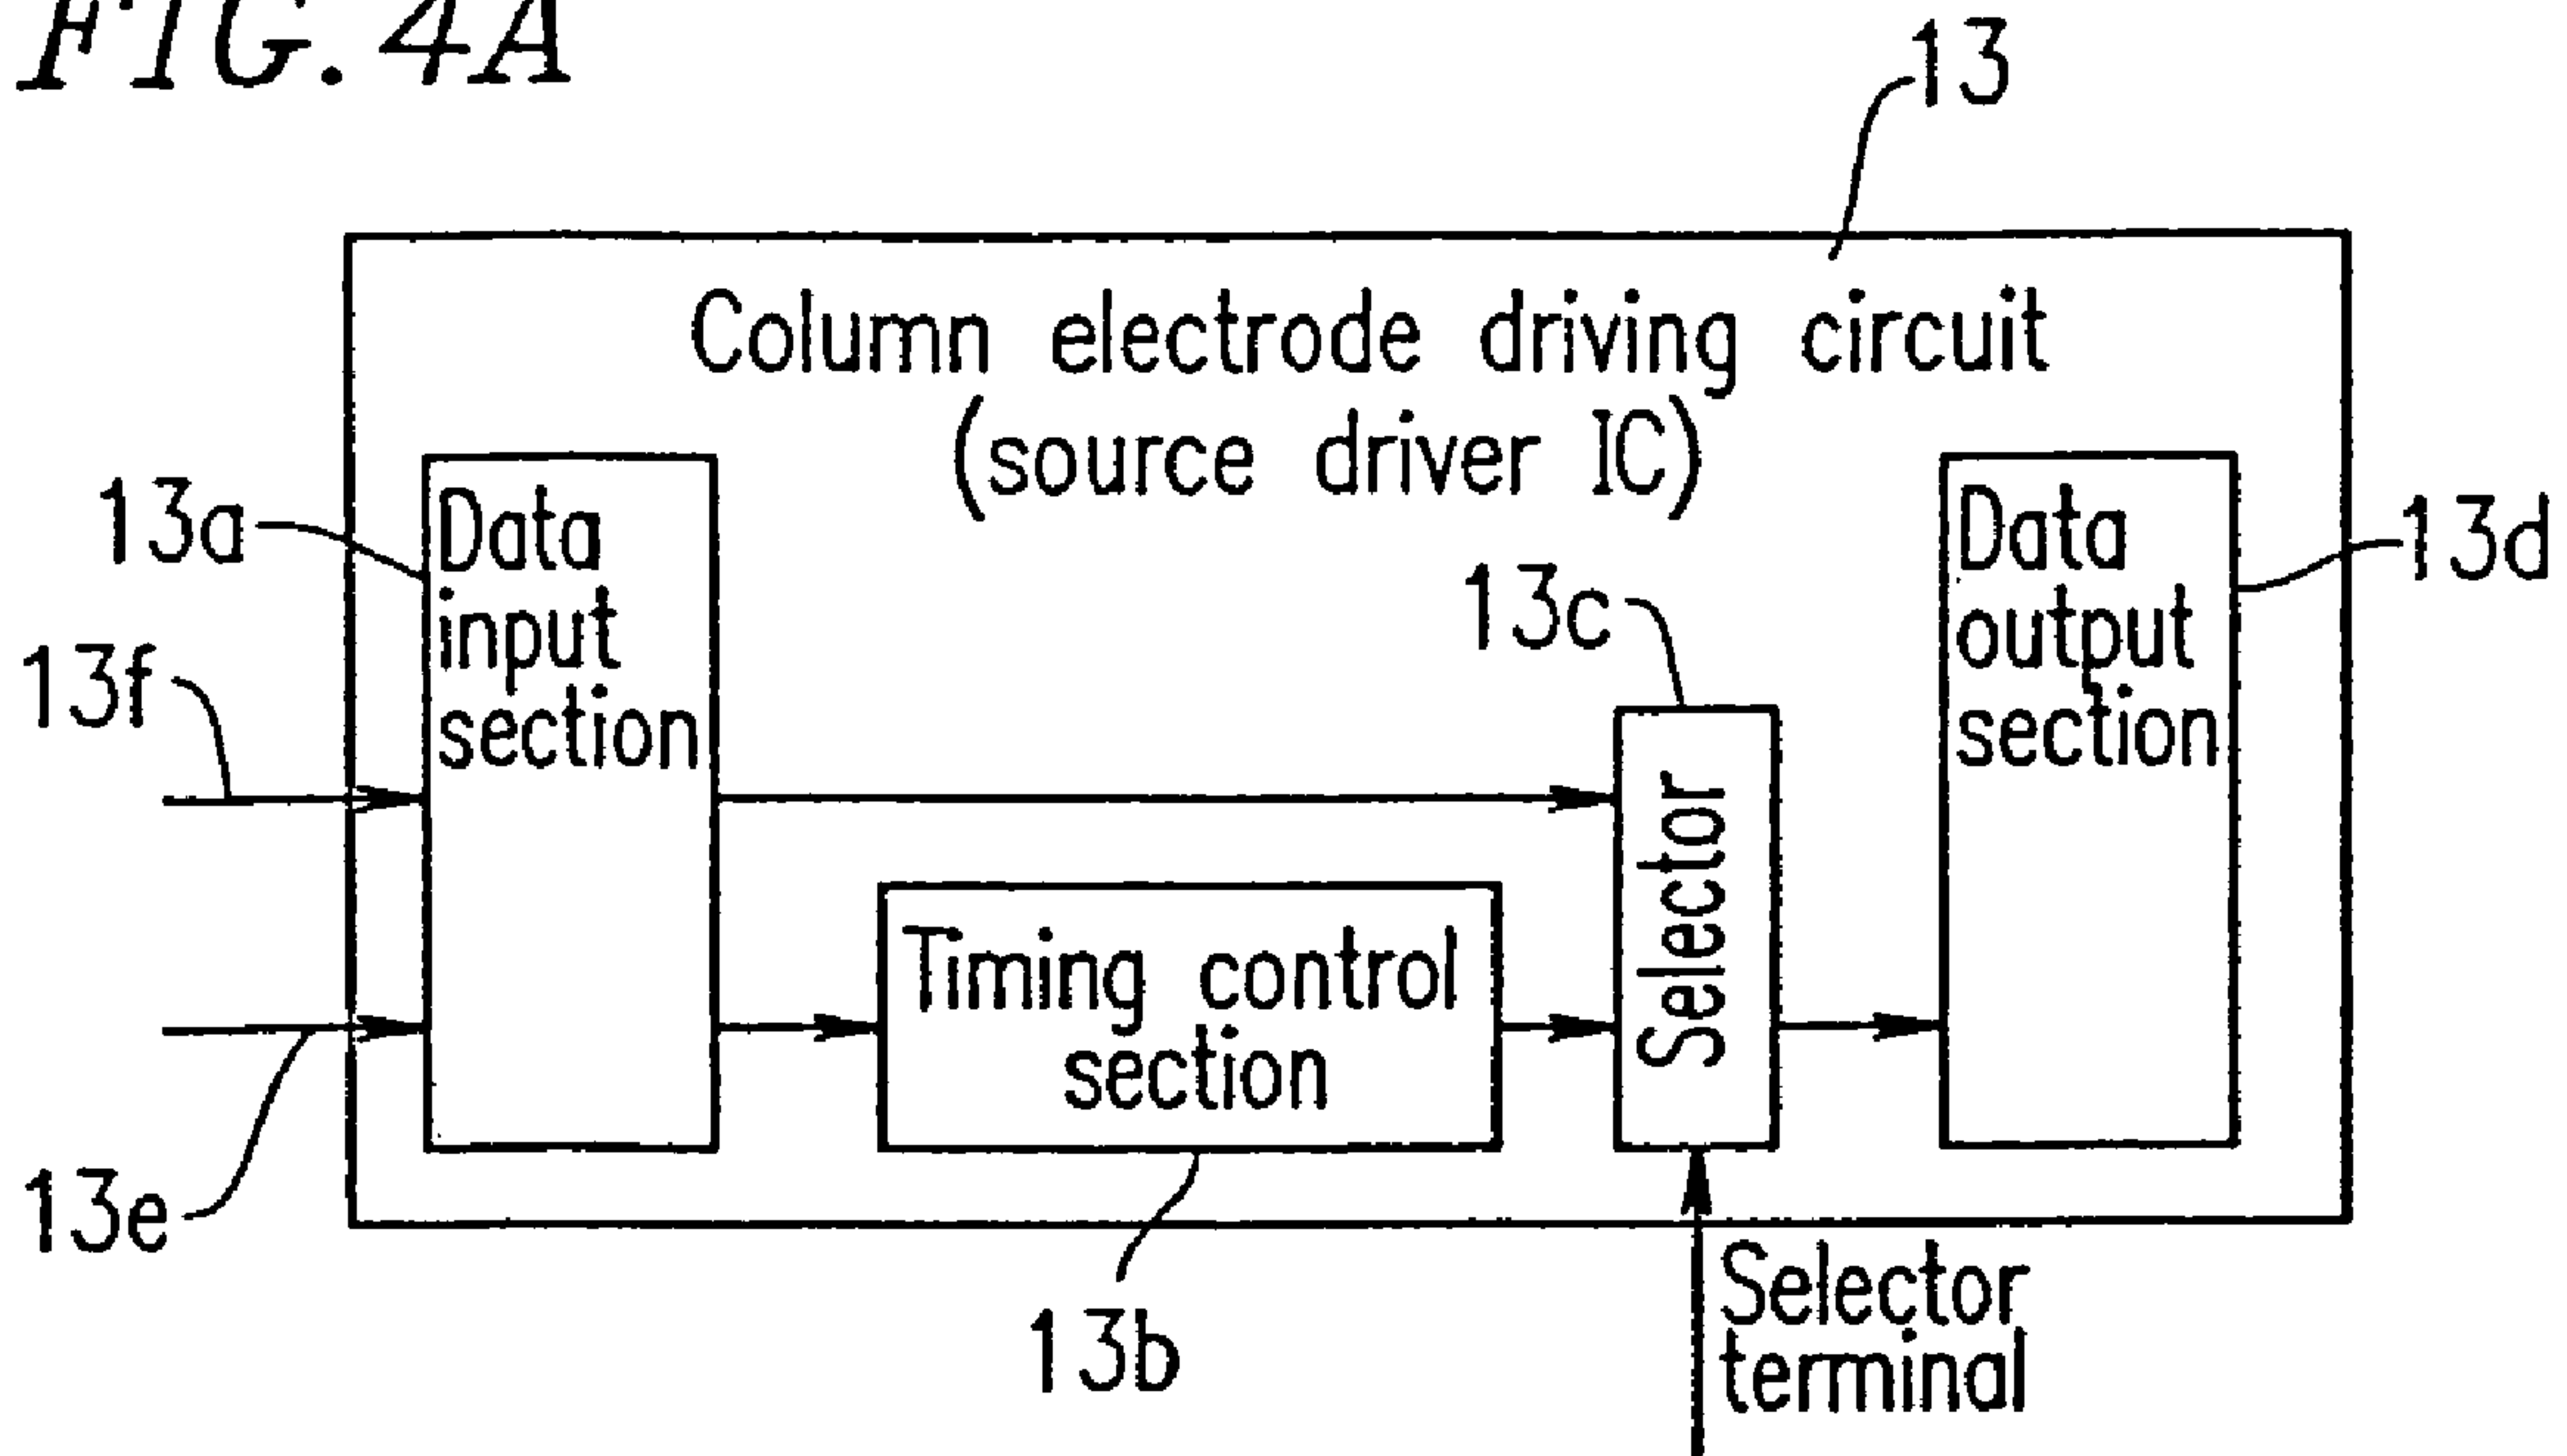 FIG. 4A
13
Column electrode driving circuit
(source driver IC)
13a
Data
input
section
13f
13c
Data
output
section
13d
Selector
Timing control
section
13e
13b
Selector
terminal